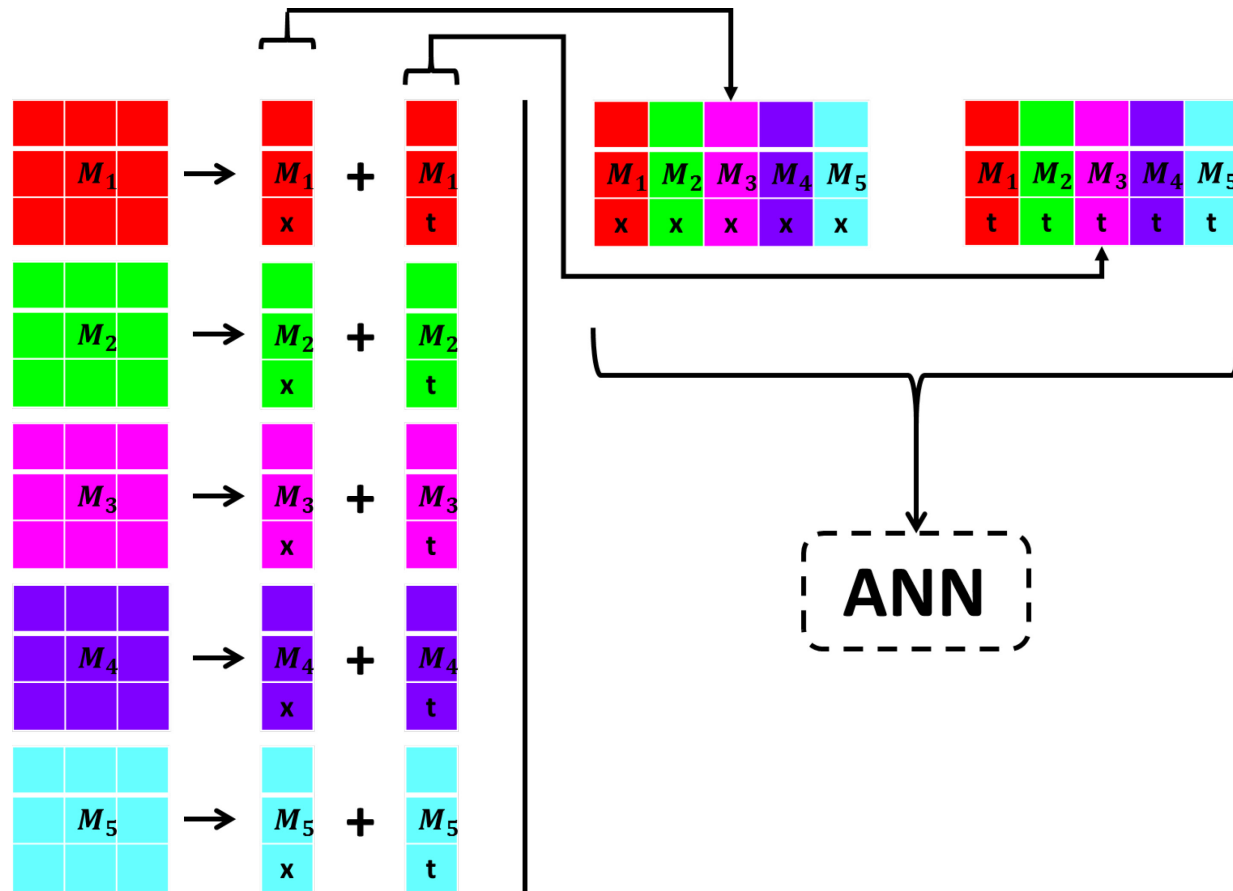 M₁ → M₁ + M₁
x t
M₂ → M₂ + M₂
x t
M₃ → M₃ + M₃
x t
M₄ → M₄ + M₄
x t
M₅ → M₅ + M₅
x t
M₁ M₂ M₃ M₄ M₅
x x x x x
M₁ M₂ M₃ M₄ M₅
t t t t t
ANN